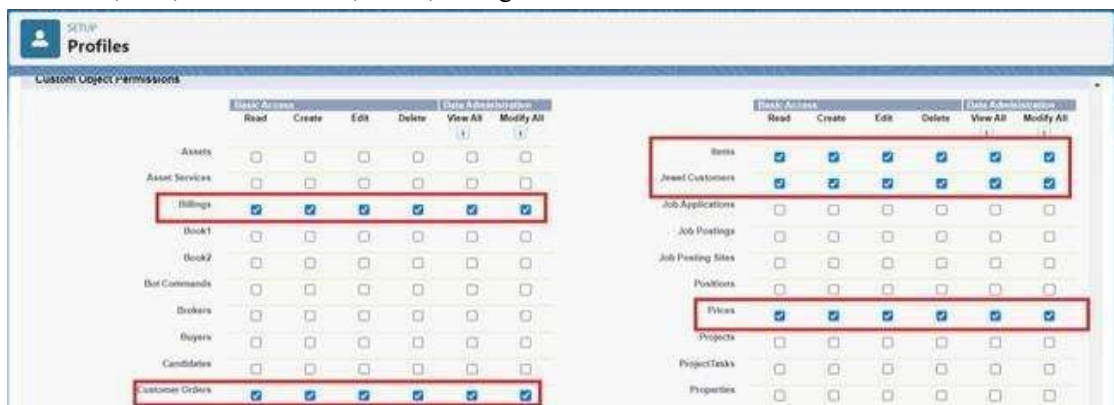 SETUP
Profiles
Custom Object Permissions
Basic Access Data Administration Basic Access Data Administration
Read Create Edit Delete View All Modify All Read Create Edit Delete View All Modify All
Assets Items
Asset Services Jewel Customers
Billings Job Applications
Book1 Job Postings
Book2 Job Posting Sites
Bot Commands Positions
Brokers Prices
Buyers Projects
Candidates ProjectTasks
Customer Orders Properties